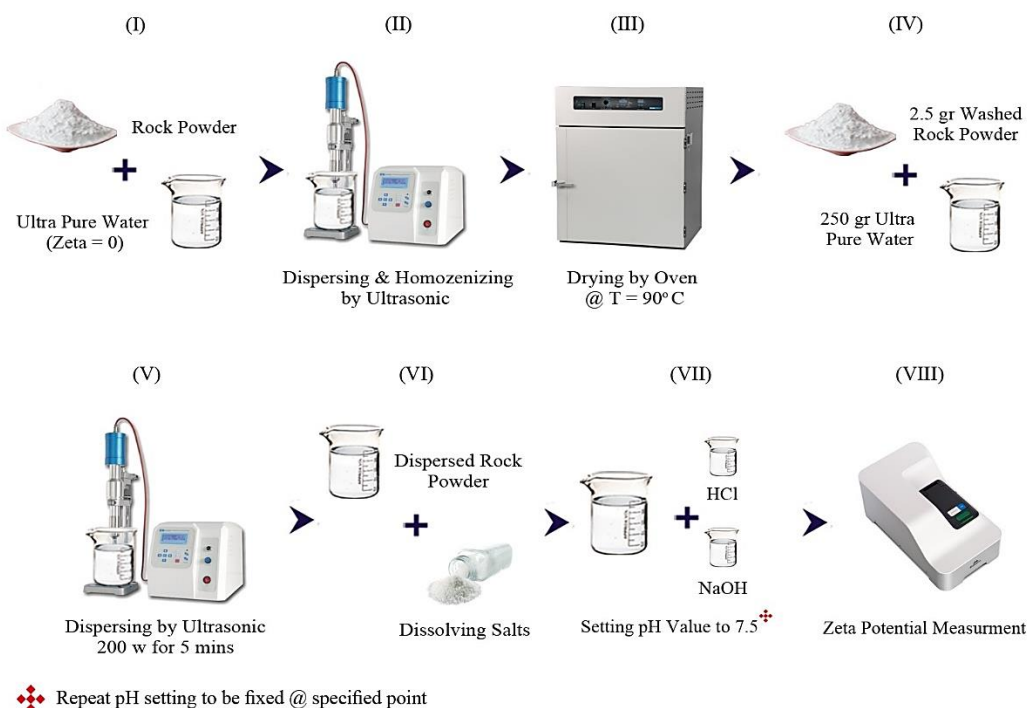 (I)
(II)
(III)
(IV)
Rock Powder
Ultra Pure Water
(Zeta = 0)
Dispersing & Homozenizing
by Ultrasonic
Drying by Oven
@ T = 90° C
2.5 gr Washed
Rock Powder
250 gr Ultra
Pure Water
(V)
(VI)
(VII)
(VIII)
Dispersing by Ultrasonic
200 w for 5 mins
Dispersed Rock
Powder
Dissolving Salts
HCl
NaOH
Setting pH Value to 7.5
Zeta Potential Measurment
Repeat pH setting to be fixed @ specified point